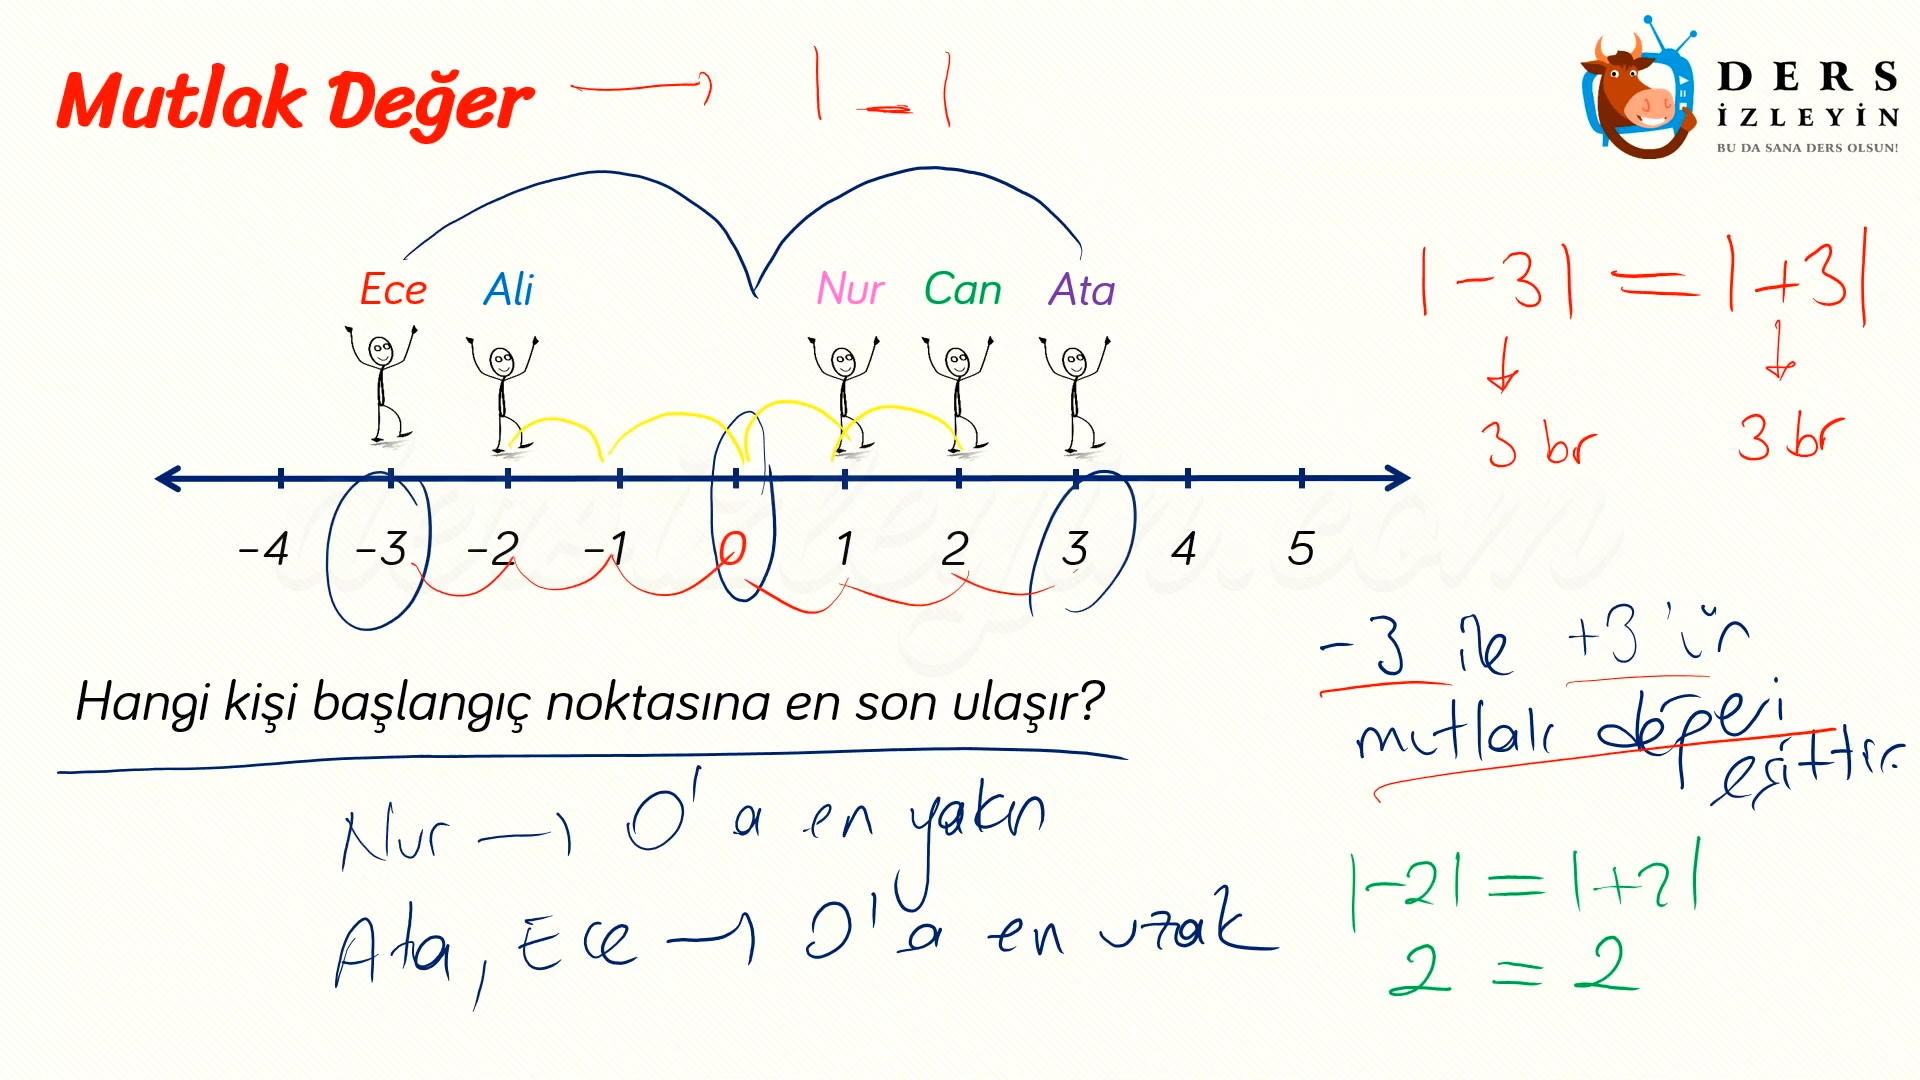 Mutlak Değer → | – |
DERS
İZLEYİN
BU DA SANA DERS OLSUN!
Ece Ali Nur Can Ata
|-3| = |+3|
3 br 3 br
-4 -3 -2 -1 0 1 2 3 4 5
dersizleyin.com
-3 ile +3'ün
mutlak değeri
eşittir.
Hangi kişi başlangıç noktasına en son ulaşır?
Nur → 0'a en yakın
Ata, Ece → 0'a en uzak
|-2| = |+2|
2 = 2